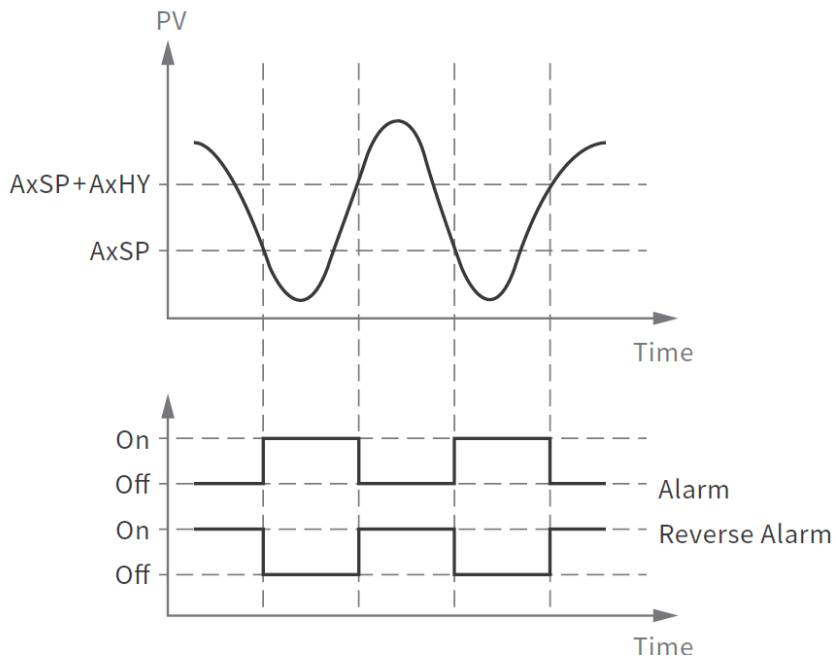 PV
AxSP+AxHY
AxSP
Time
On
Off
Alarm
On
Reverse Alarm
Off
Time